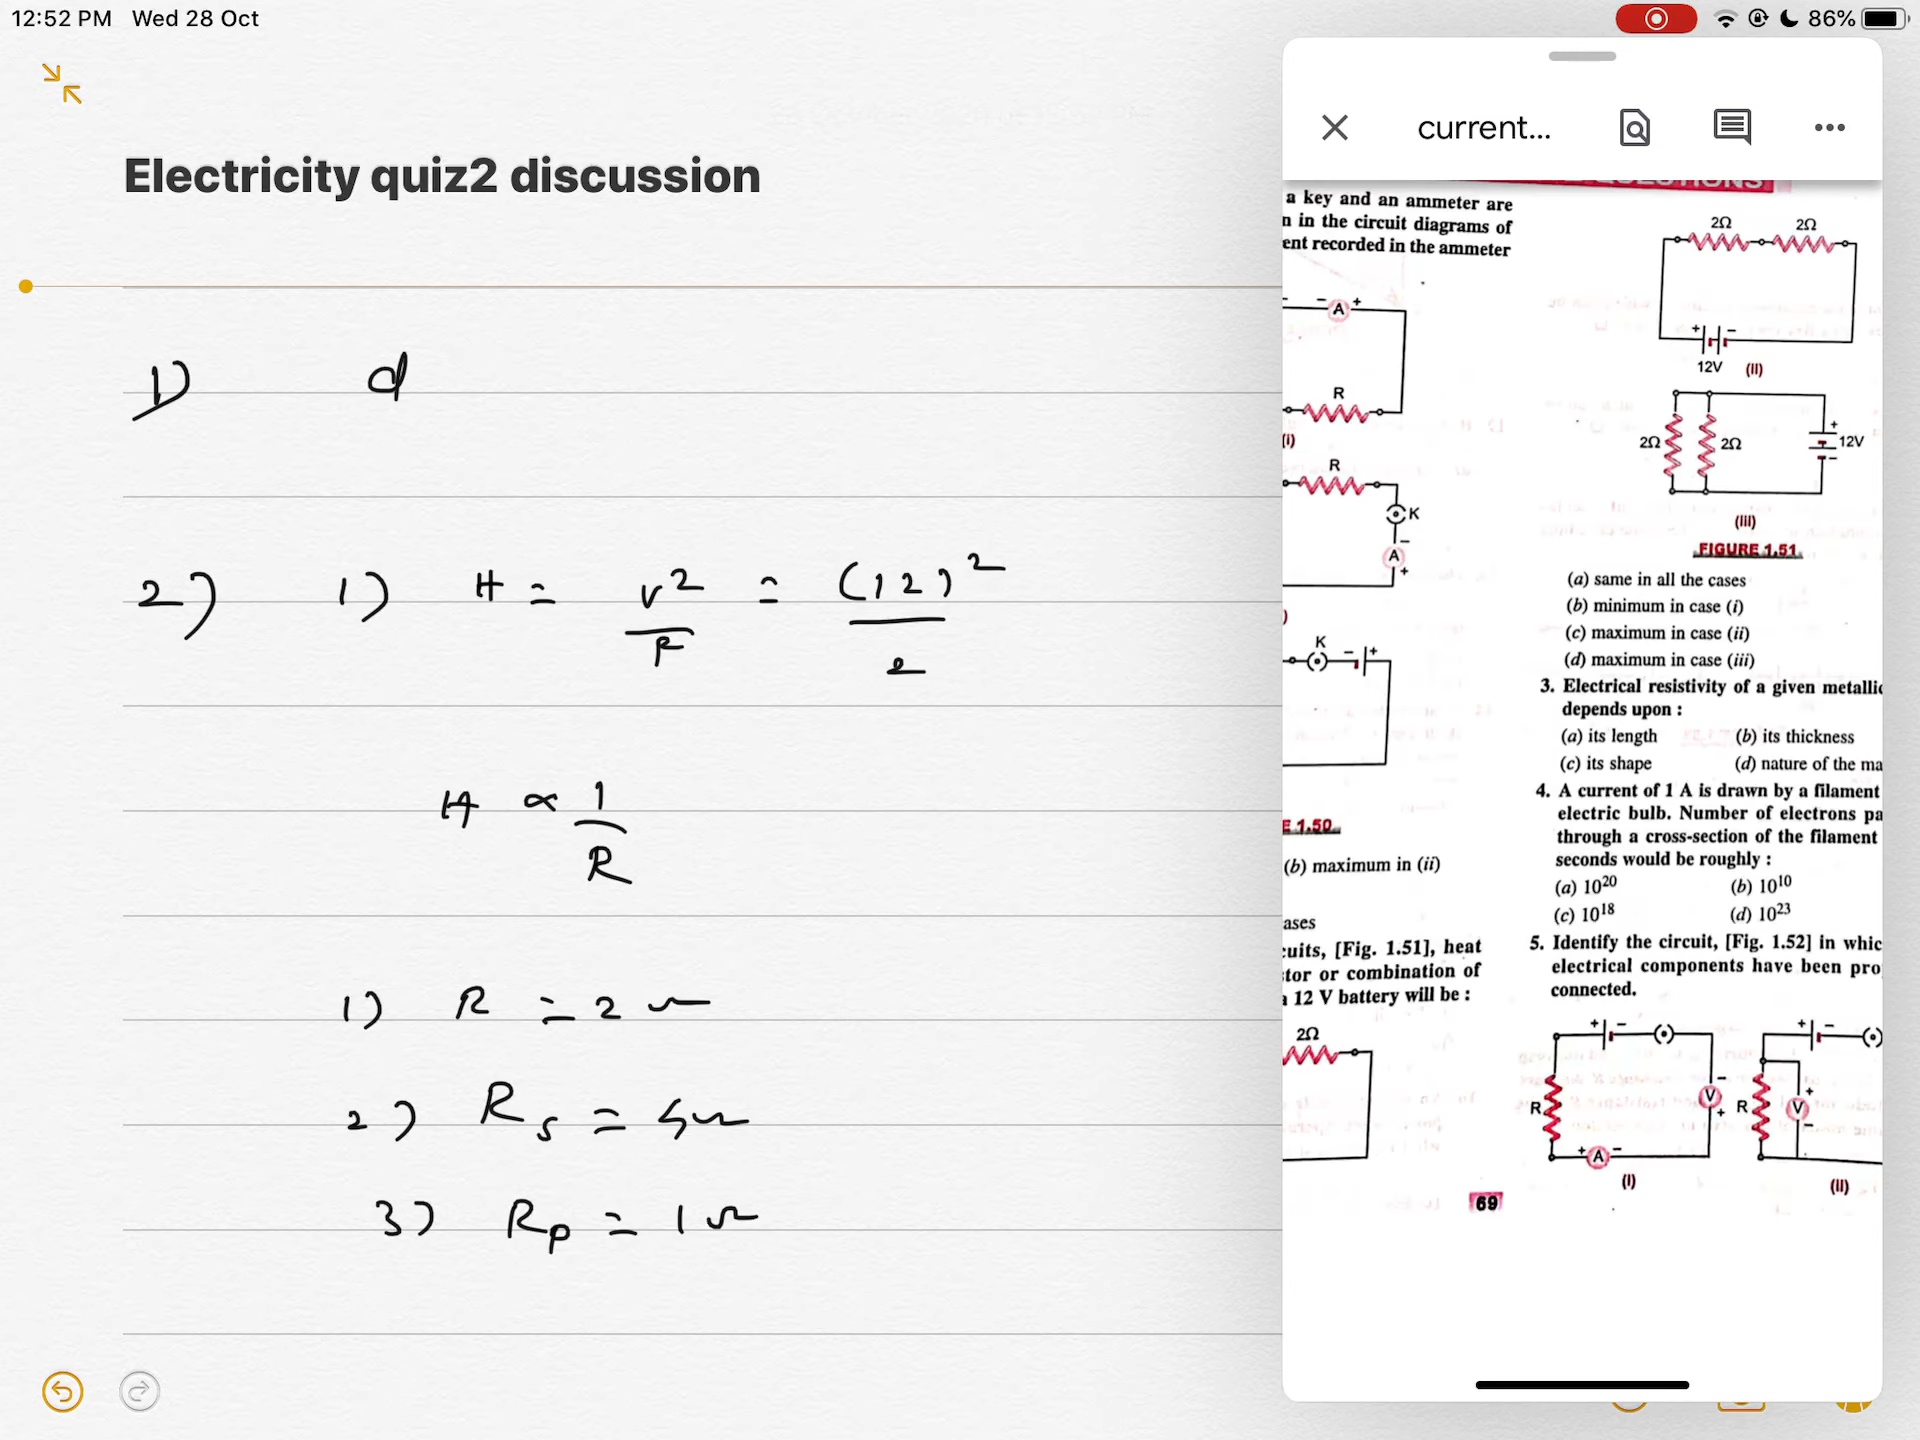 12:52 PM Wed 28 Oct
86%
Electricity quiz2 discussion
1) d
2) 1) H = V² / R = (12)² / 2
H ∝ 1 / R
1) R = 2 Ω
2) Rs = 4Ω
3) Rp = 1Ω
current...
a key and an ammeter are
n in the circuit diagrams of
ent recorded in the ammeter
- A +
R
(i)
R
K
-
A
+
K - +
E 1.50
(b) maximum in (ii)
ases
cuits, [Fig. 1.51], heat
tor or combination of
a 12 V battery will be :
2Ω
69
2Ω 2Ω
+ -
12V (II)
2Ω 2Ω + 12V -
(III)
FIGURE 1.51
(a) same in all the cases
(b) minimum in case (i)
(c) maximum in case (ii)
(d) maximum in case (iii)
3. Electrical resistivity of a given metallic
depends upon :
(a) its length (b) its thickness
(c) its shape (d) nature of the ma
4. A current of 1 A is drawn by a filament
electric bulb. Number of electrons pa
through a cross-section of the filament
seconds would be roughly :
(a) 10²⁰ (b) 10¹⁰
(c) 10¹⁸ (d) 10²³
5. Identify the circuit, [Fig. 1.52] in whic
electrical components have been pro
connected.
+ - + -
R V - + R V + -
+ A -
(I) (II)